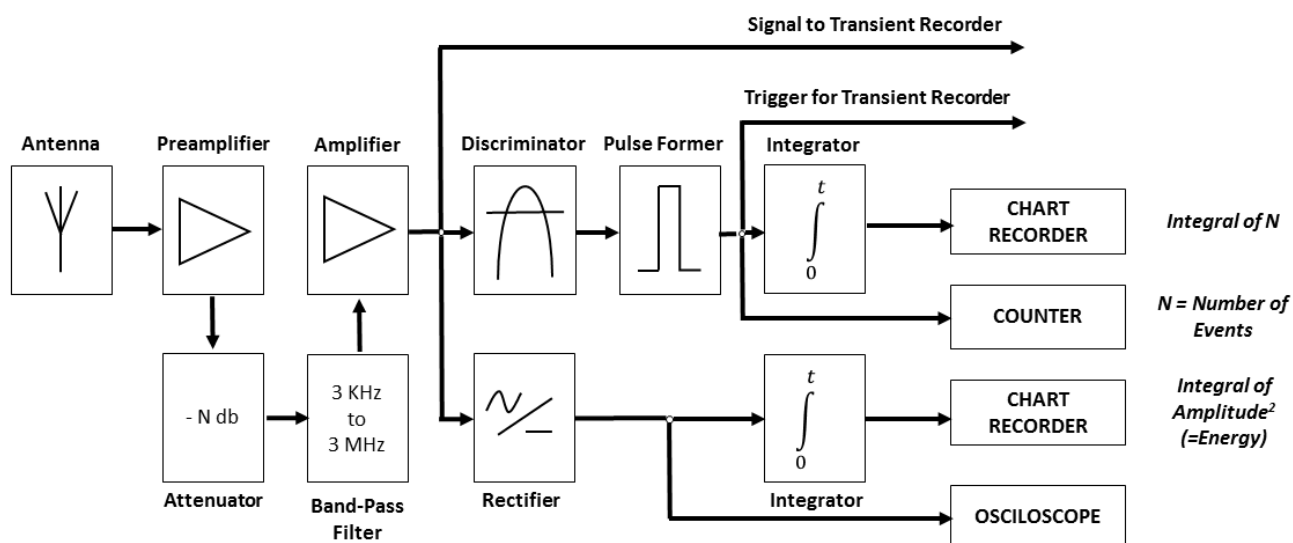 Signal to Transient Recorder
Trigger for Transient Recorder
Antenna
Preamplifier
Amplifier
Discriminator
Pulse Former
Integrator
t
∫
0
CHART
RECORDER
Integral of N
COUNTER
N = Number of
Events
- N db
Attenuator
3 KHz
to
3 MHz
Band-Pass
Filter
Rectifier
t
∫
0
Integrator
CHART
RECORDER
Integral of
Amplitude²
(=Energy)
OSCILOSCOPE